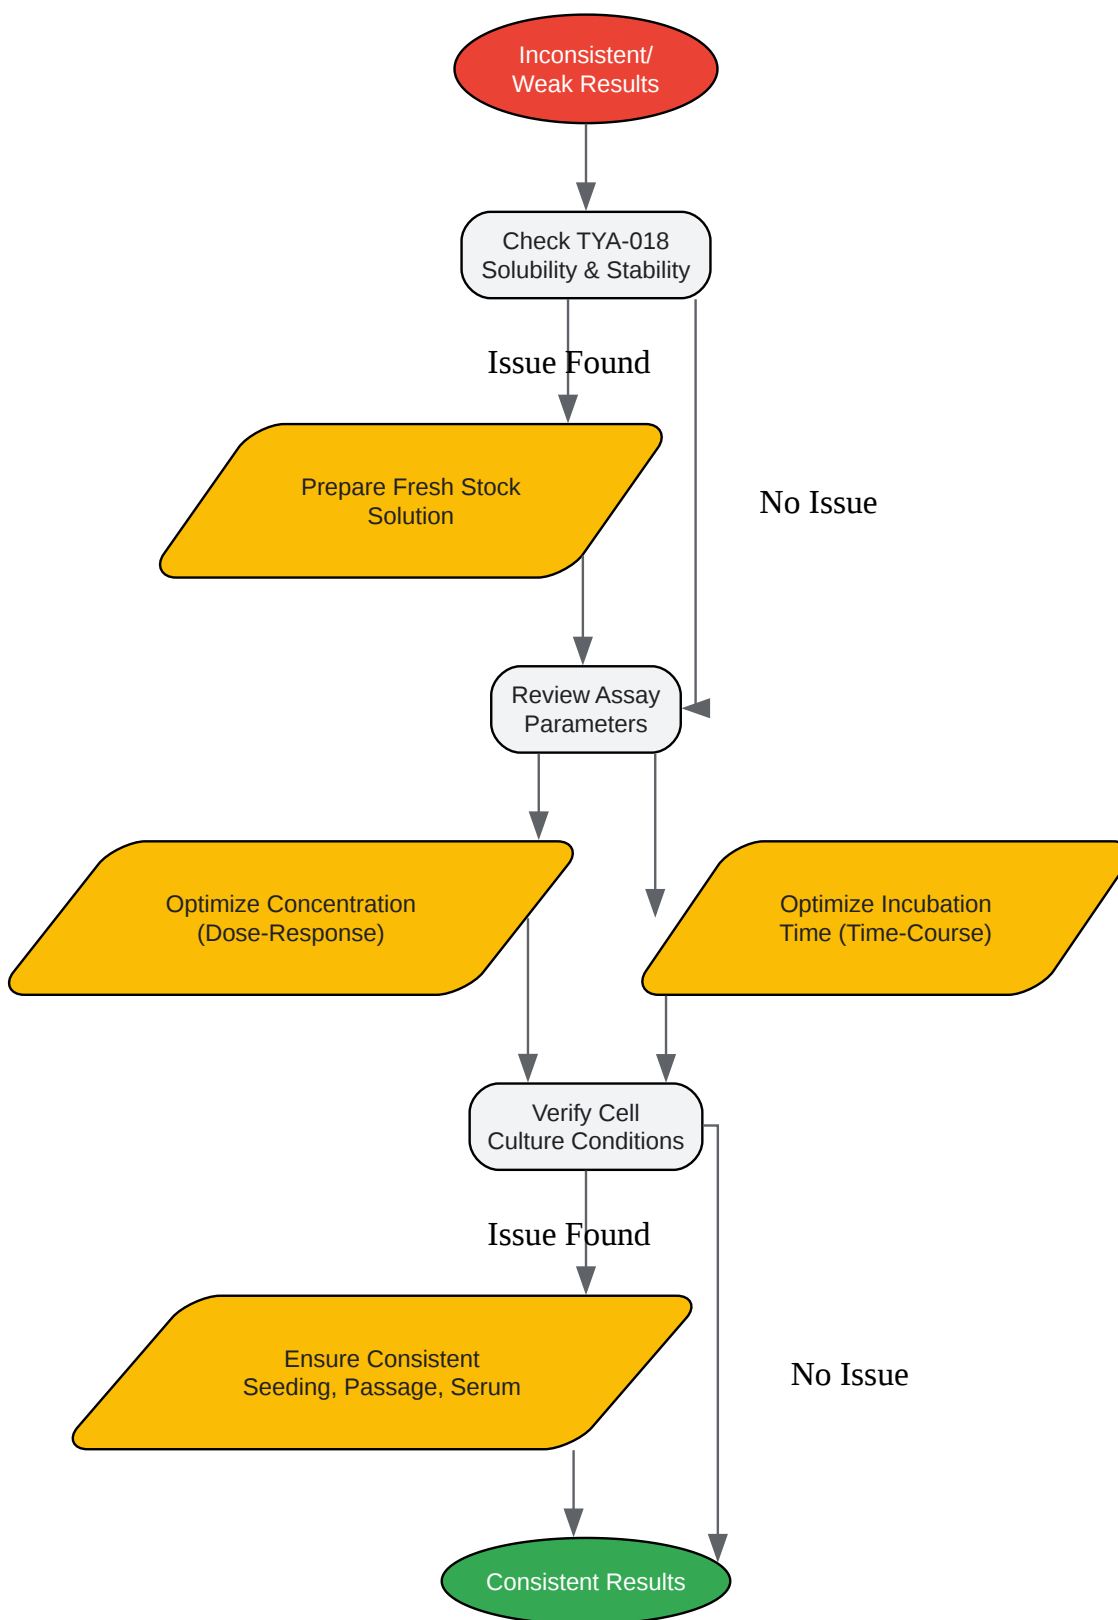 Inconsistent/
Weak Results
Check TYA-018
Solubility & Stability
Issue Found
Prepare Fresh Stock
Solution
No Issue
Review Assay
Parameters
Optimize Concentration
(Dose-Response)
Optimize Incubation
Time (Time-Course)
Verify Cell
Culture Conditions
Issue Found
Ensure Consistent
Seeding, Passage, Serum
No Issue
Consistent Results